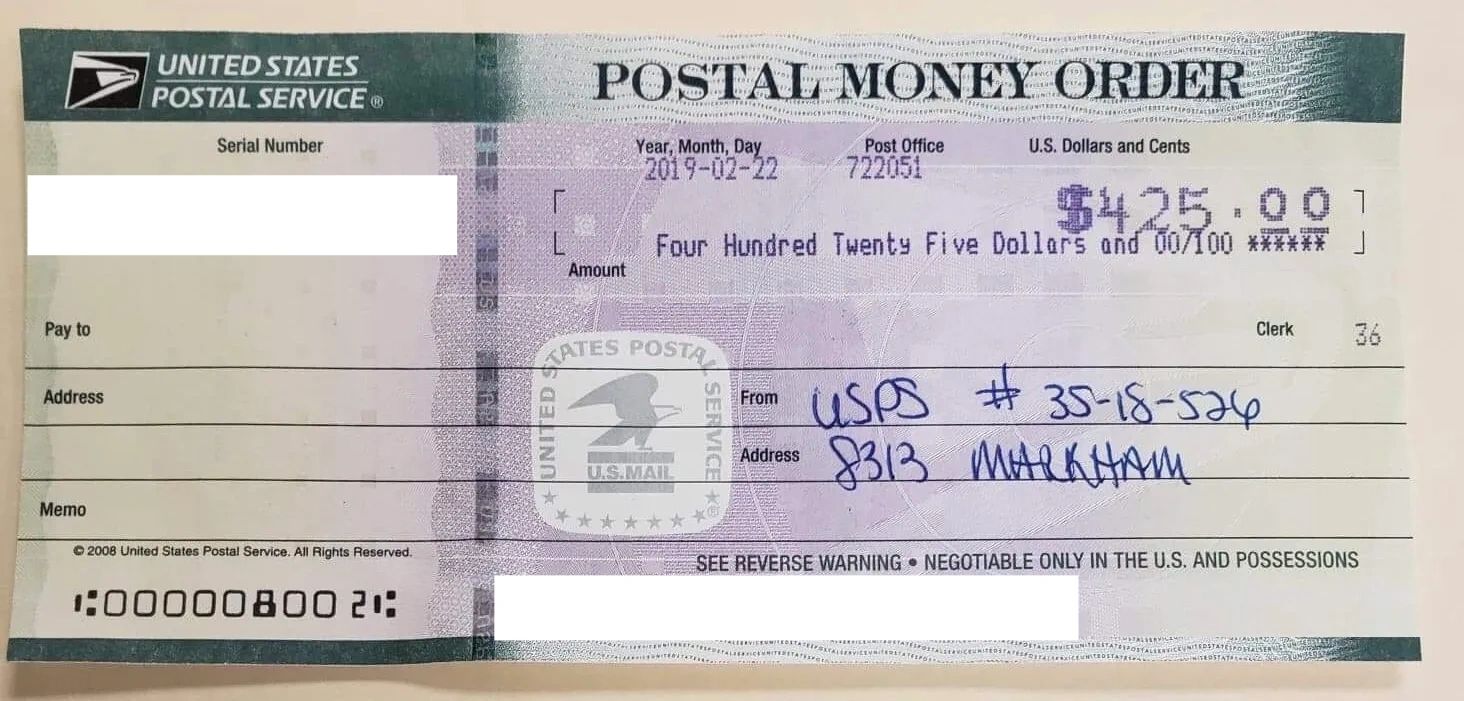 UNITED STATES
POSTAL SERVICE®
POSTAL MONEY ORDER
Serial Number
Year, Month, Day Post Office U.S. Dollars and Cents
2019-02-22 722051
$425.00
Four Hundred Twenty Five Dollars and 00/100 ******
Amount
Pay to
Clerk 36
Address
From USPS # 35-18-526
Address 8313 MARKHAM
UNITED STATES POSTAL SERVICE®
U.S.MAIL
Memo
© 2008 United States Postal Service. All Rights Reserved.
SEE REVERSE WARNING • NEGOTIABLE ONLY IN THE U.S. AND POSSESSIONS
⑆000008002⑆